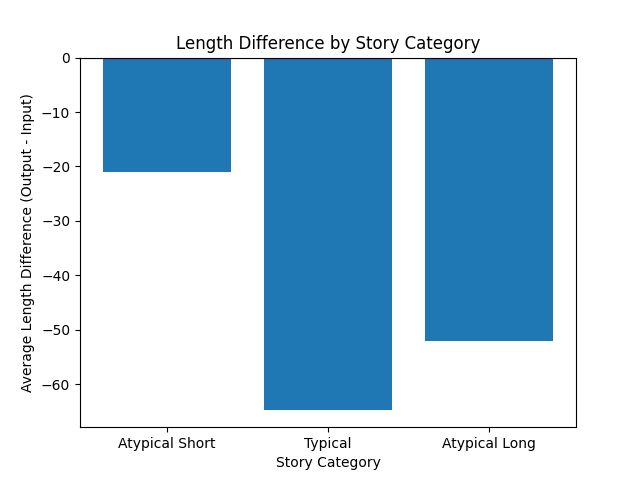 Length Difference by Story Category
Average Length Difference (Output - Input)
0
−10
−20
−30
−40
−50
−60
Atypical Short
Typical
Atypical Long
Story Category